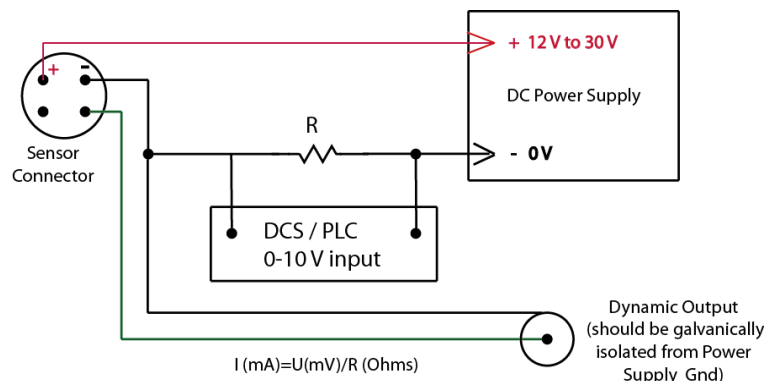 + 12 V to 30 V
+
-
DC Power Supply
R
Sensor
Connector
- 0V
DCS / PLC
0-10 V input
Dynamic Output
(should be galvanically
isolated from Power
Supply Gnd)
I (mA)=U(mV)/R (Ohms)